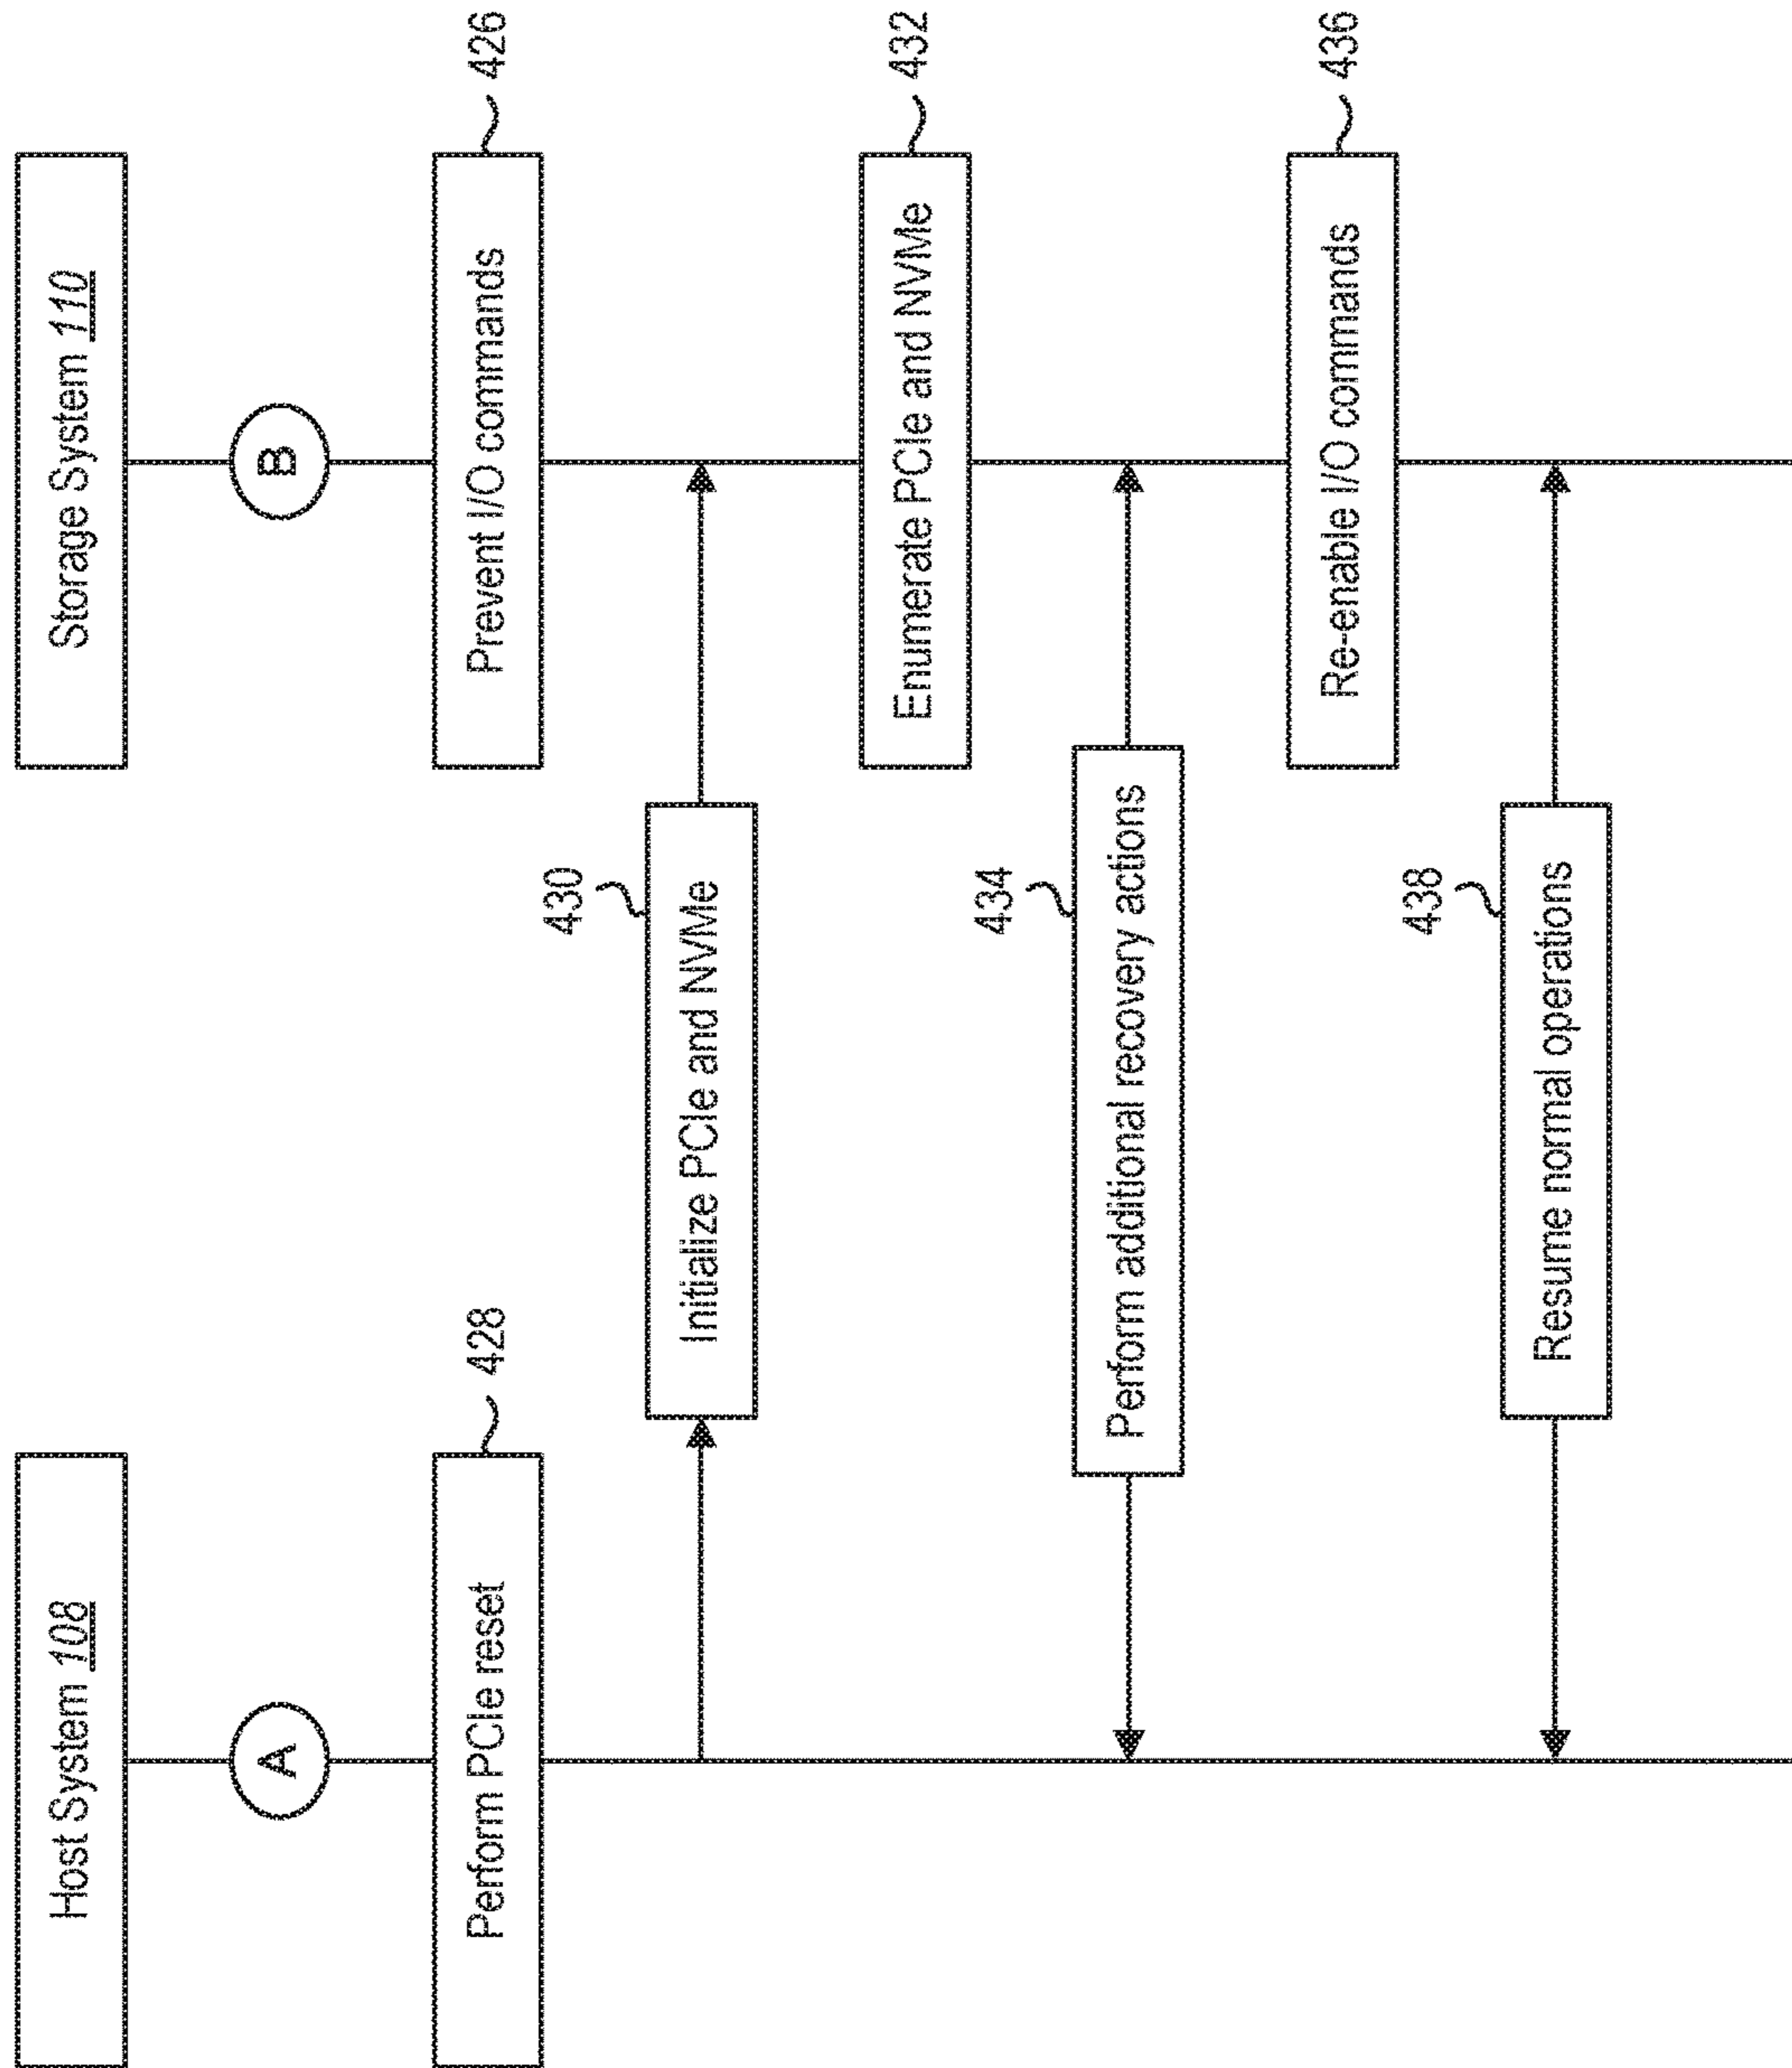 Host System 108
Storage System 110
A
B
Perform PCIe reset
428
Prevent I/O commands
426
430
Initialize PCIe and NVMe
Enumerate PCIe and NVMe
432
434
Perform additional recovery actions
Re-enable I/O commands
436
438
Resume normal operations